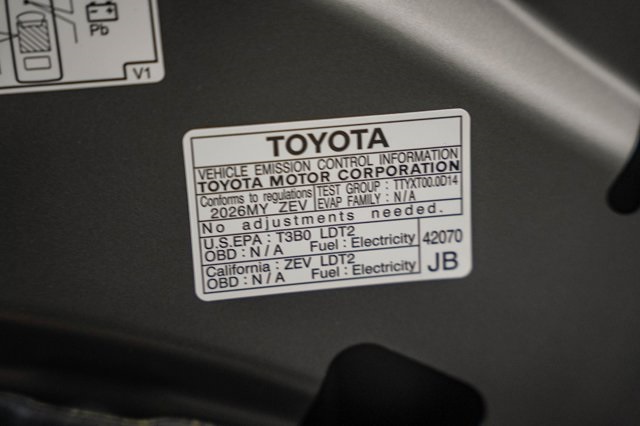 Pb
V1
TOYOTA
VEHICLE EMISSION CONTROL INFORMATION
TOYOTA MOTOR CORPORATION
Conforms to regulations
2026MY ZEV
TEST GROUP : TTYXT00.0D14
EVAP FAMILY : N/A
No adjustments needed.
U.S.EPA : T3B0 LDT2
OBD : N/A Fuel : Electricity
California : ZEV LDT2
OBD : N/A Fuel : Electricity
42070
JB